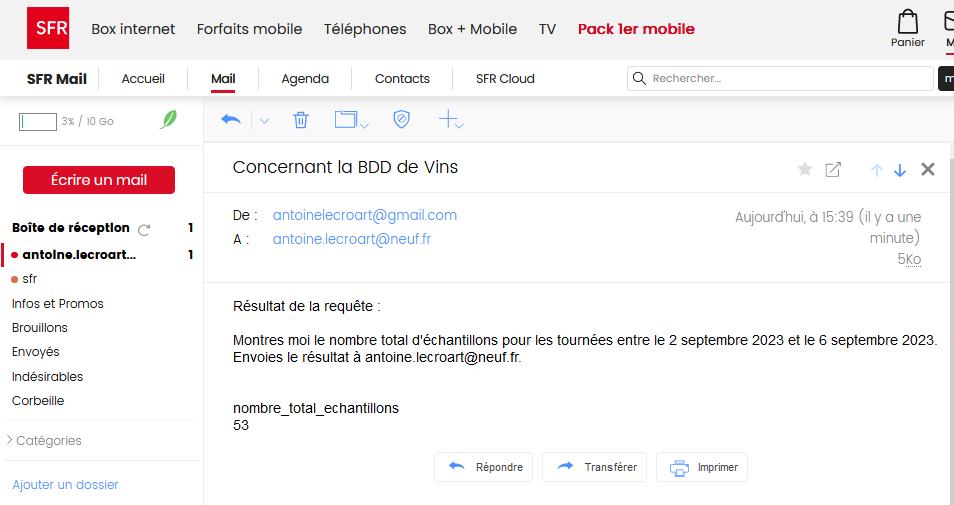 SFR
Box internet
Forfaits mobile
Téléphones
Box + Mobile
TV
Pack 1er mobile
Panier
SFR Mail
Accueil
Mail
Agenda
Contacts
SFR Cloud
Rechercher...
3% / 10 Go
Écrire un mail
Boîte de réception 1
antoine.lecroart... 1
sfr
Infos et Promos
Brouillons
Envoyés
Indésirables
Corbeille
Catégories
Ajouter un dossier
Concernant la BDD de Vins
De : antoinelecroart@gmail.com
A : antoine.lecroart@neuf.fr
Aujourd'hui, à 15:39 (il y a une
minute)
5Ko
Résultat de la requête :
Montres moi le nombre total d'échantillons pour les tournées entre le 2 septembre 2023 et le 6 septembre 2023.
Envoies le résultat à antoine.lecroart@neuf.fr.
nombre_total_echantillons
53
Répondre
Transférer
Imprimer